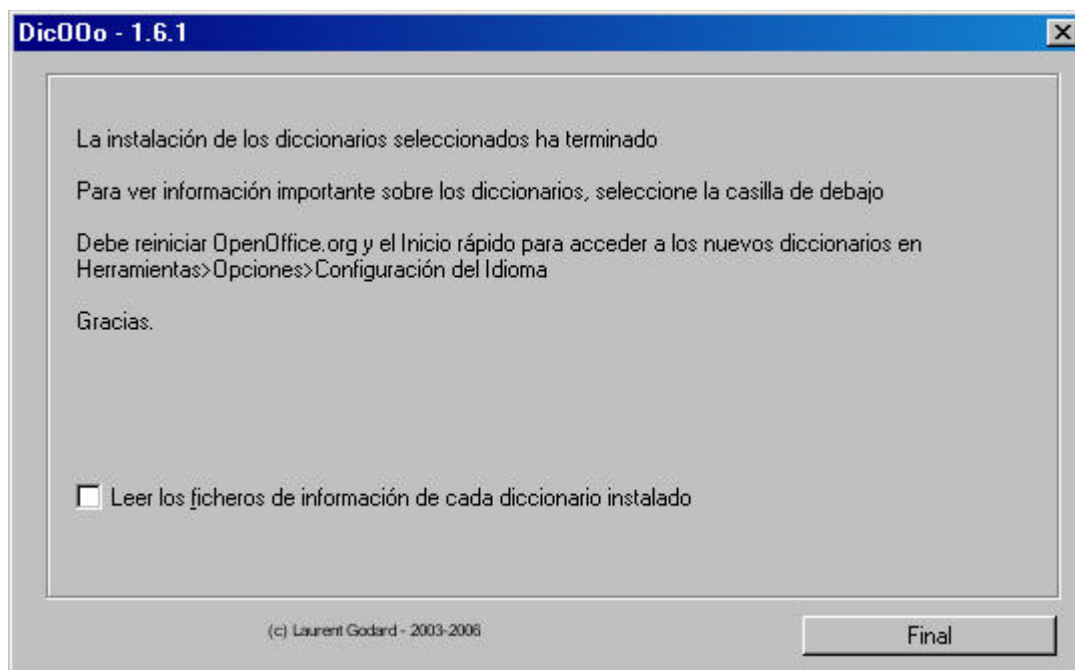 DicOOo - 1.6.1
La instalación de los diccionarios seleccionados ha terminado
Para ver información importante sobre los diccionarios, seleccione la casilla de debajo
Debe reiniciar OpenOffice.org y el Inicio rápido para acceder a los nuevos diccionarios en
Herramientas>Opciones>Configuración del Idioma
Gracias.
Leer los ficheros de información de cada diccionario instalado
(c) Laurent Godard - 2003-2006
Final